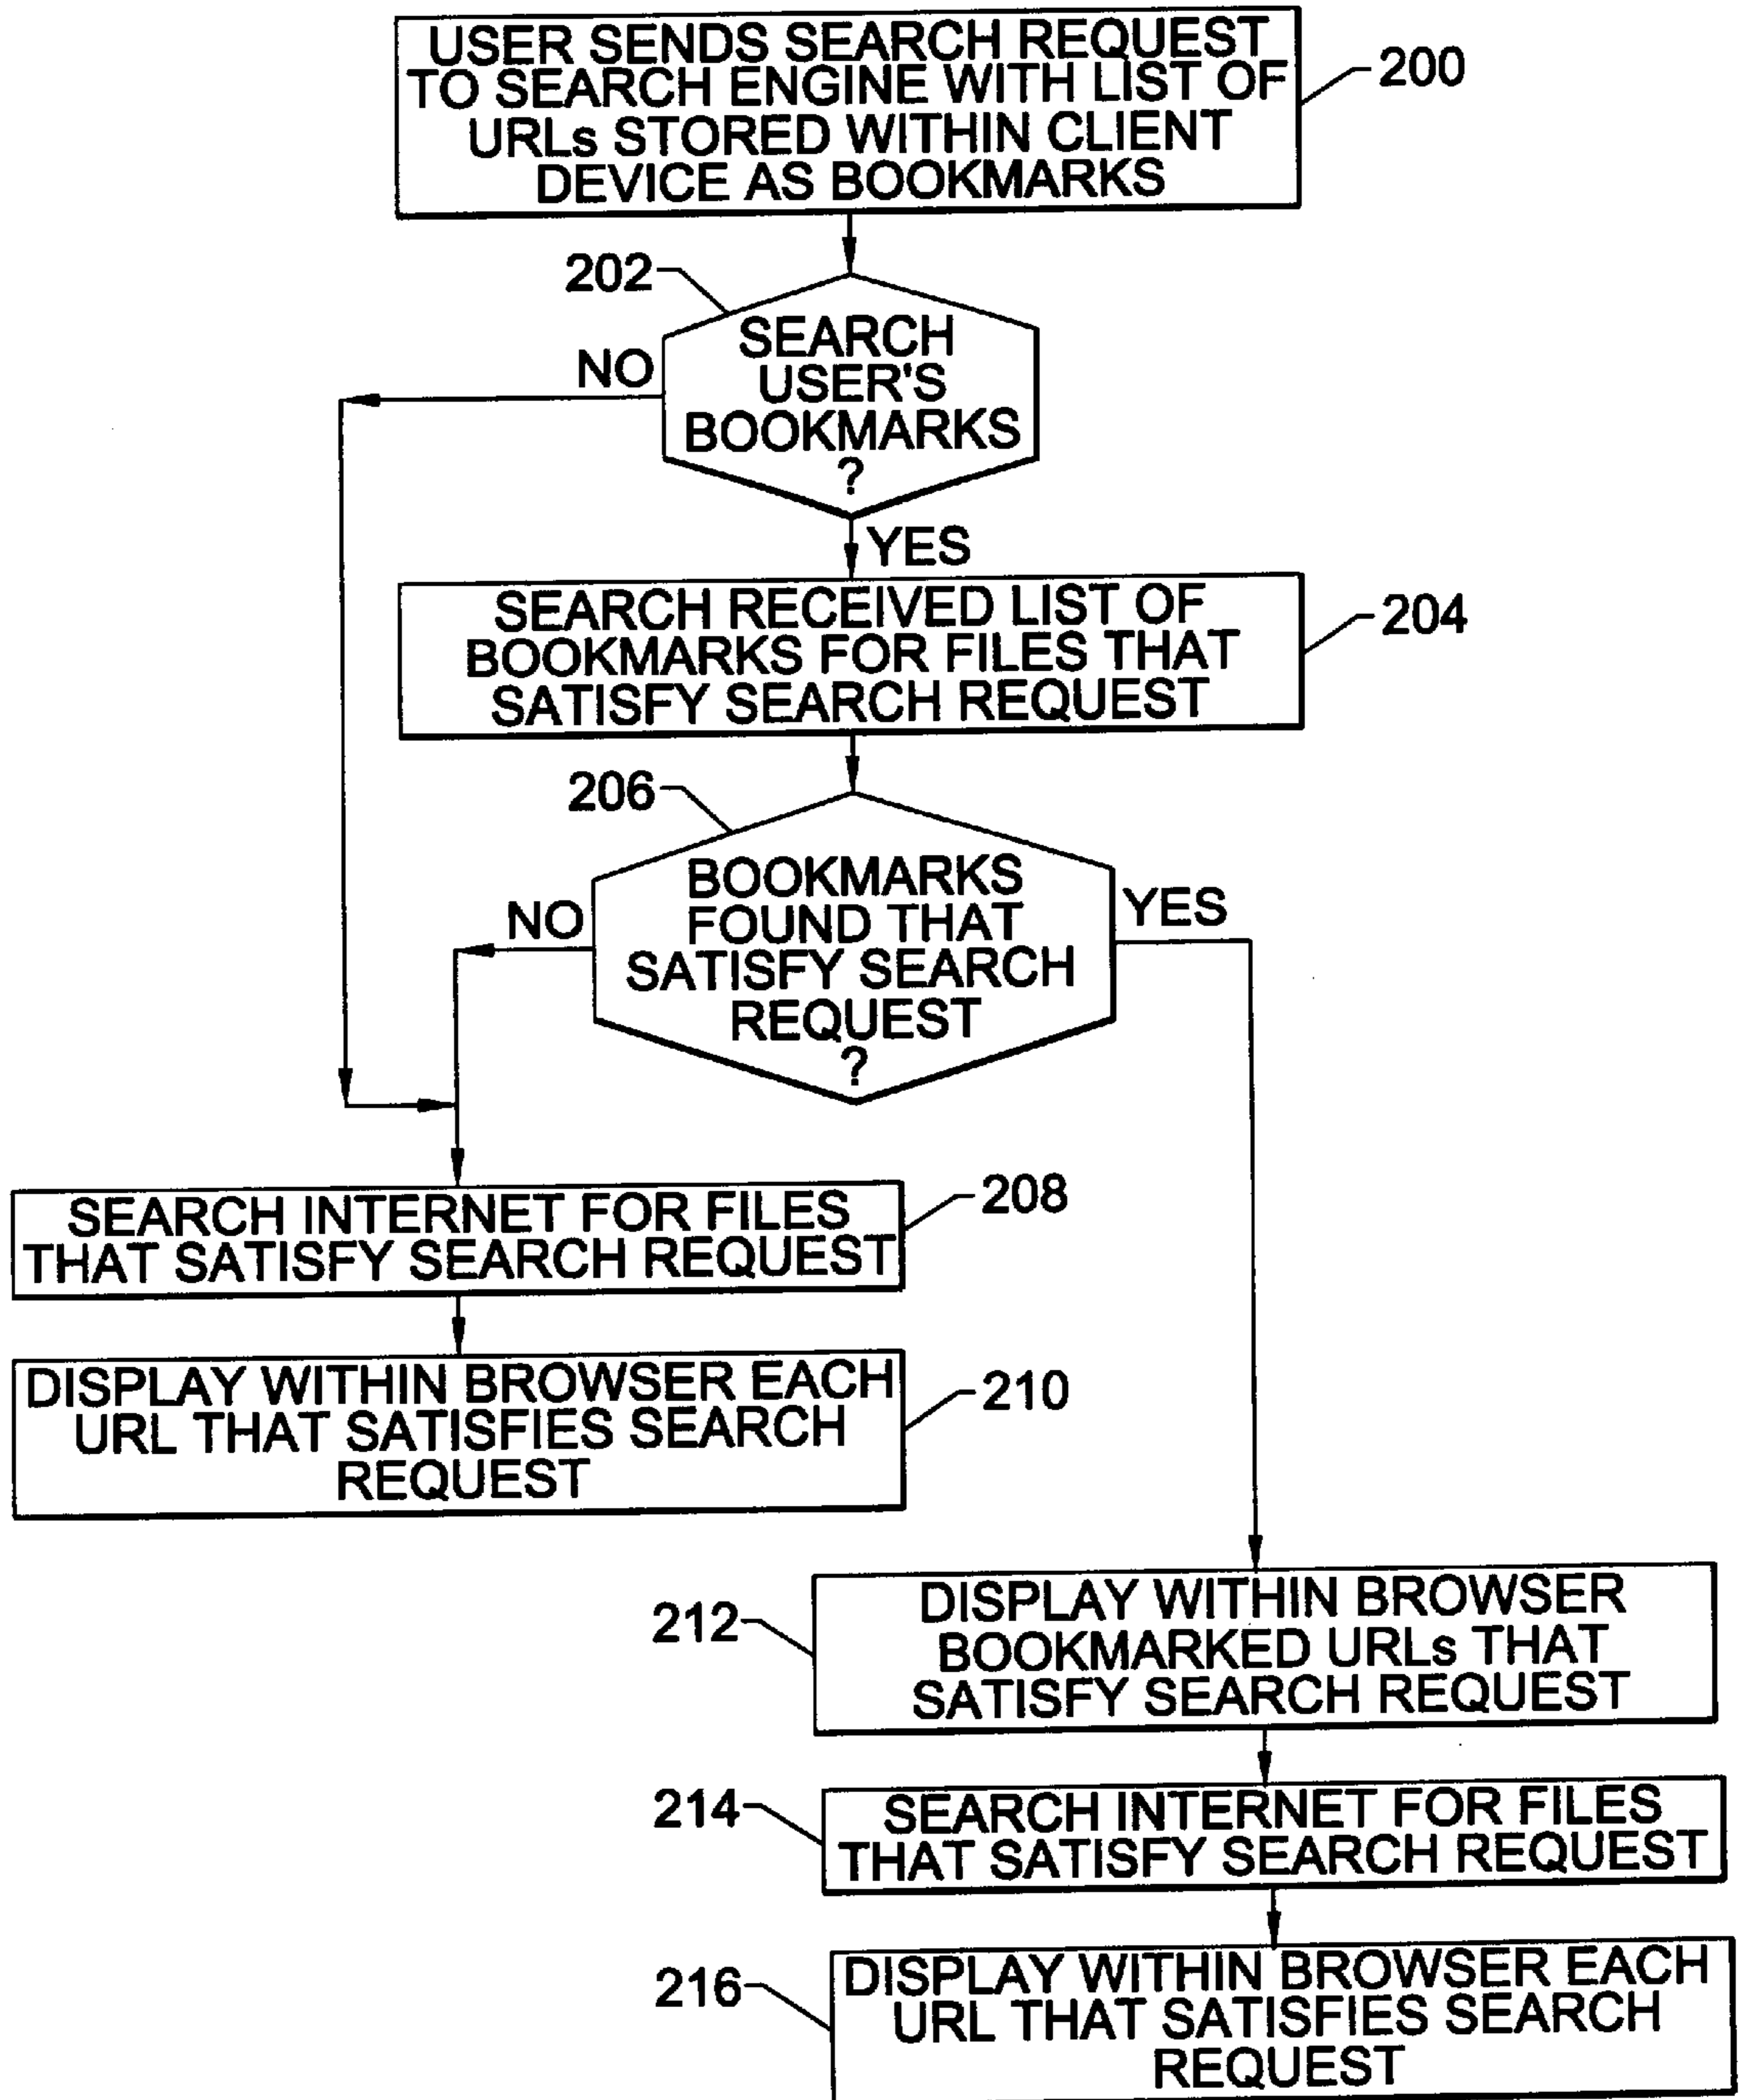 USER SENDS SEARCH REQUEST
TO SEARCH ENGINE WITH LIST OF
URLs STORED WITHIN CLIENT
DEVICE AS BOOKMARKS
200
202
SEARCH
USER'S
BOOKMARKS
?
NO
YES
SEARCH RECEIVED LIST OF
BOOKMARKS FOR FILES THAT
SATISFY SEARCH REQUEST
204
206
BOOKMARKS
FOUND THAT
SATISFY SEARCH
REQUEST
?
NO
YES
SEARCH INTERNET FOR FILES
THAT SATISFY SEARCH REQUEST
208
DISPLAY WITHIN BROWSER EACH
URL THAT SATISFIES SEARCH
REQUEST
210
212
DISPLAY WITHIN BROWSER
BOOKMARKED URLs THAT
SATISFY SEARCH REQUEST
214
SEARCH INTERNET FOR FILES
THAT SATISFY SEARCH REQUEST
216
DISPLAY WITHIN BROWSER EACH
URL THAT SATISFIES SEARCH
REQUEST